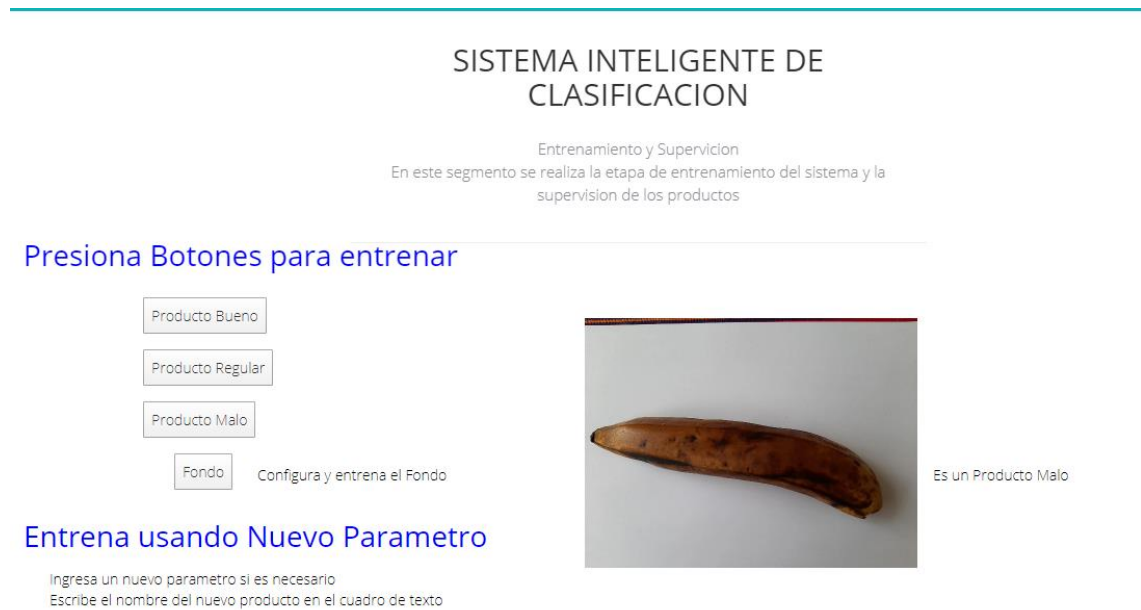 SISTEMA INTELIGENTE DE
CLASIFICACION
Entrenamiento y Supervicion
En este segmento se realiza la etapa de entrenamiento del sistema y la
supervision de los productos
Presiona Botones para entrenar
Producto Bueno
Producto Regular
Producto Malo
Fondo
Configura y entrena el Fondo
Es un Producto Malo
Entrena usando Nuevo Parametro
Ingresa un nuevo parametro si es necesario
Escribe el nombre del nuevo producto en el cuadro de texto